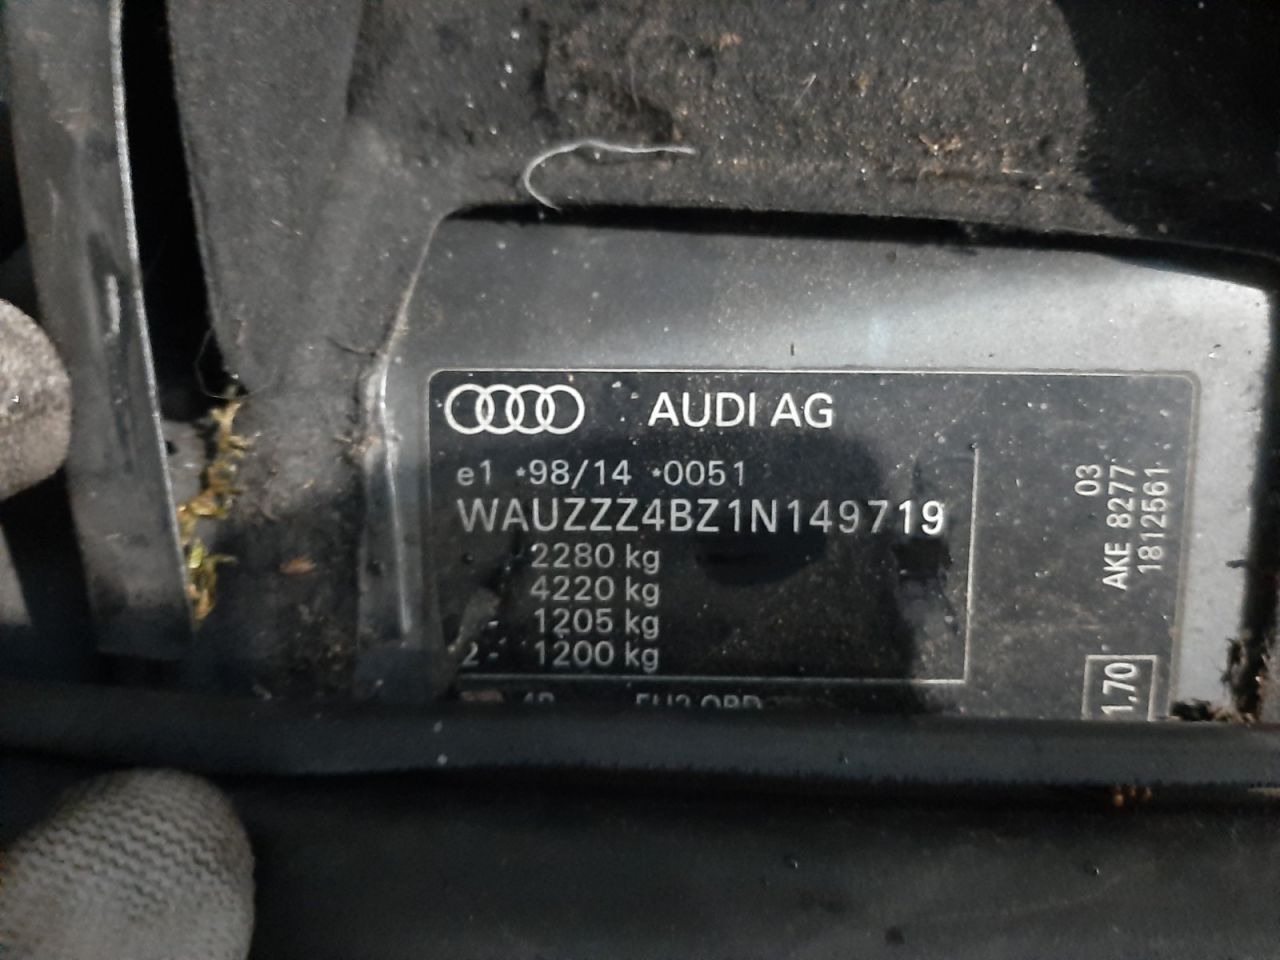 AUDI AG
e1 *98/14 *0051
WAUZZZ4BZ1N149719
2280 kg
4220 kg
- 1205 kg
2 - 1200 kg
03
AKE 8277
1812561
1,70